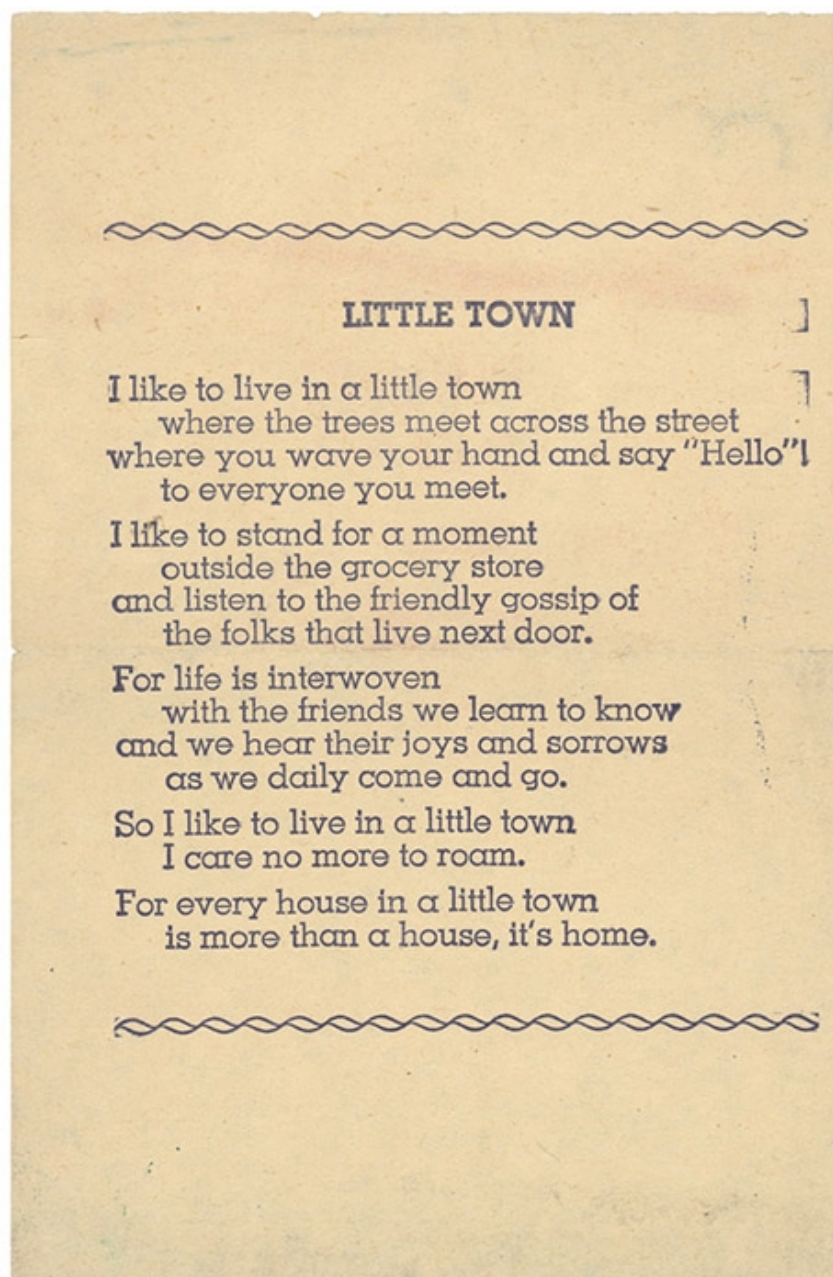 LITTLE TOWN
I like to live in a little town
where the trees meet across the street
where you wave your hand and say "Hello"!
to everyone you meet.
I like to stand for a moment
outside the grocery store
and listen to the friendly gossip of
the folks that live next door.
For life is interwoven
with the friends we learn to know
and we hear their joys and sorrows
as we daily come and go.
So I like to live in a little town
I care no more to roam.
For every house in a little town
is more than a house, it's home.